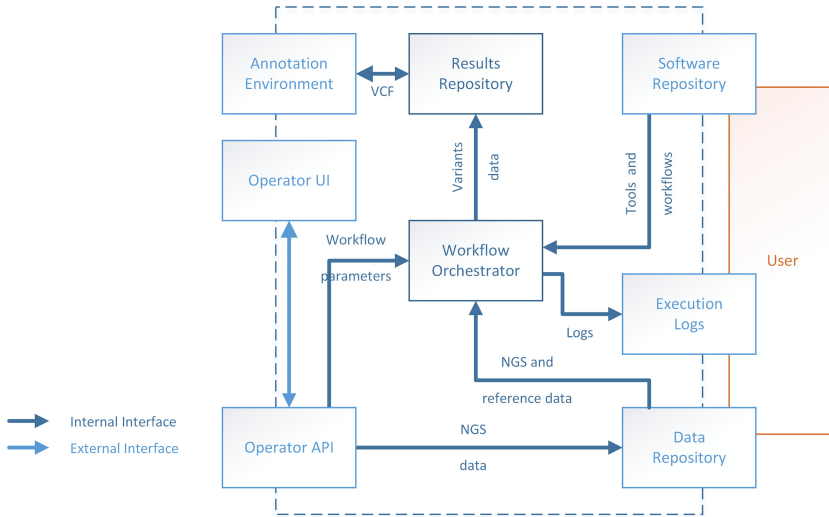 Annotation
Environment
Results
Repository
Software
Repository
VCF
Operator UI
Variants
data
Tools and
workflows
Workflow
parameters
Workflow
Orchestrator
User
Execution
Logs
Logs
NGS and
reference data
Internal Interface
External Interface
Operator API
NGS
data
Data
Repository